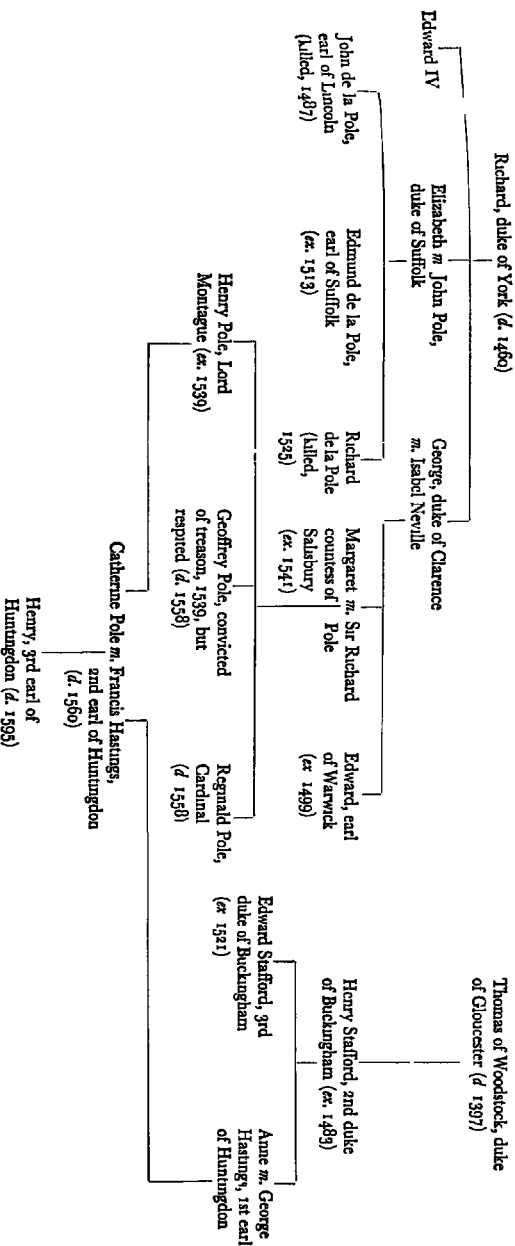 Richard, duke of York (d. 1460)
Thomas of Woodstock, duke
of Gloucester (d 1397)
Edward IV
Elizabeth m John Pole,
duke of Suffolk
George, duke of Clarence
m. Isabel Neville
Henry Stafford, 2nd duke
of Buckingham (ex. 1483)
John de la Pole,
earl of Lincoln
(killed, 1487)
Edmund de la Pole,
earl of Suffolk
(ex. 1513)
Richard
de la Pole
(killed,
1525)
Margaret m. Sir Richard
countess of Pole
Salisbury
(ex. 1541)
Edward, earl
of Warwick
(ex 1499)
Edward Stafford, 3rd
duke of Buckingham
(ex 1521)
Anne m. George
Hastings, 1st earl
of Huntingdon
Henry Pole, Lord
Montague (ex. 1539)
Geoffrey Pole, convicted
of treason, 1539, but
respited (d. 1558)
Reginald Pole,
Cardinal
(d 1558)
Catherine Pole m. Francis Hastings,
2nd earl of Huntingdon
(d. 1560)
Henry, 3rd earl of
Huntingdon (d. 1595)